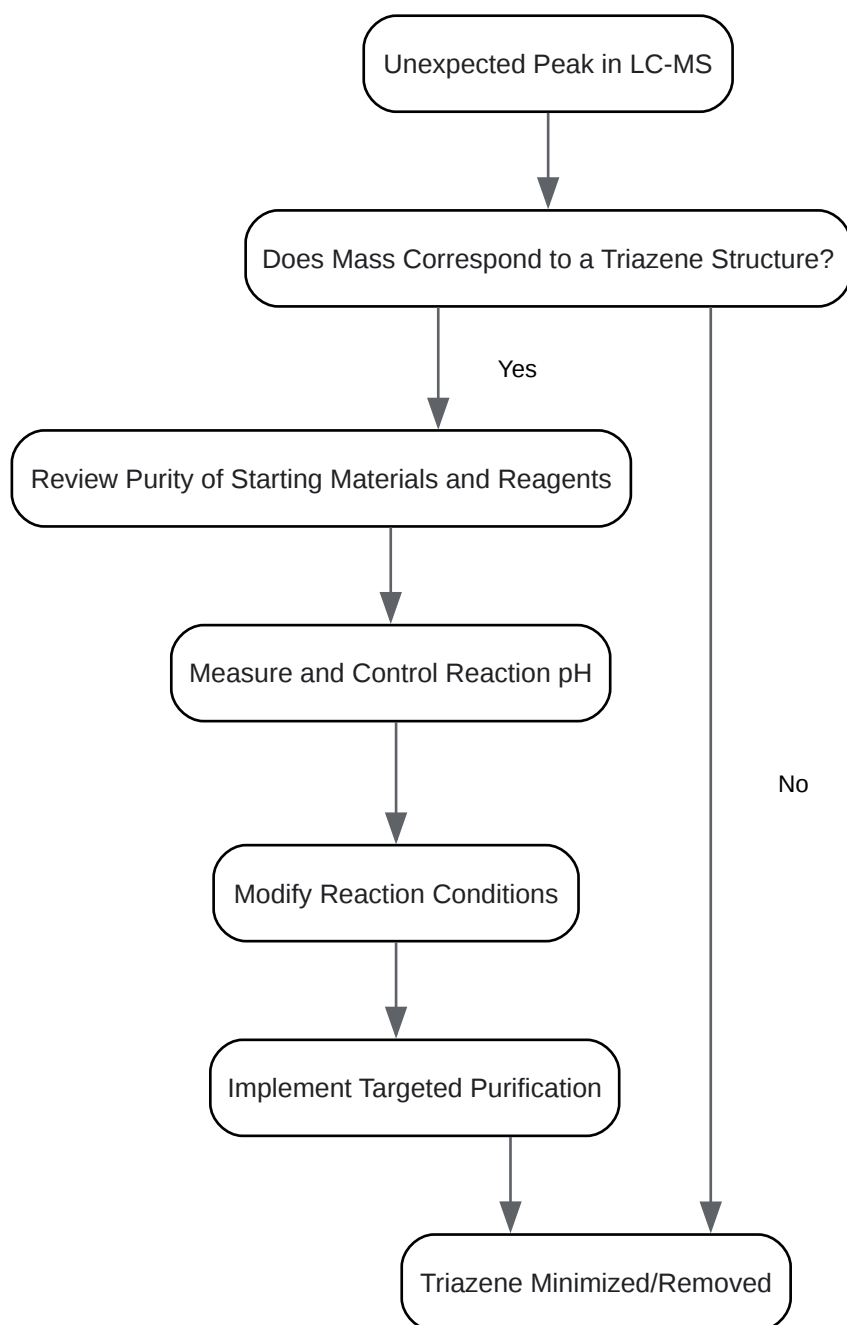 Unexpected Peak in LC-MS
Does Mass Correspond to a Triazene Structure?
Yes
Review Purity of Starting Materials and Reagents
Measure and Control Reaction pH
No
Modify Reaction Conditions
Implement Targeted Purification
Triazene Minimized/Removed